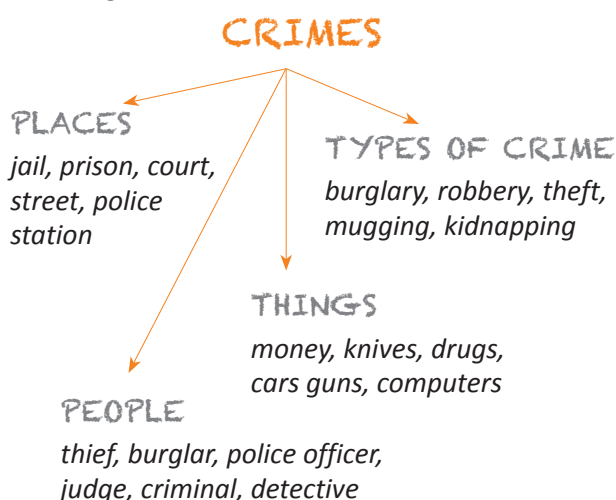 CRIMES
PLACES
jail, prison, court,
street, police
station
TYPES OF CRIME
burglary, robbery, theft,
mugging, kidnapping
THINGS
money, knives, drugs,
cars guns, computers
PEOPLE
thief, burglar, police officer,
judge, criminal, detective